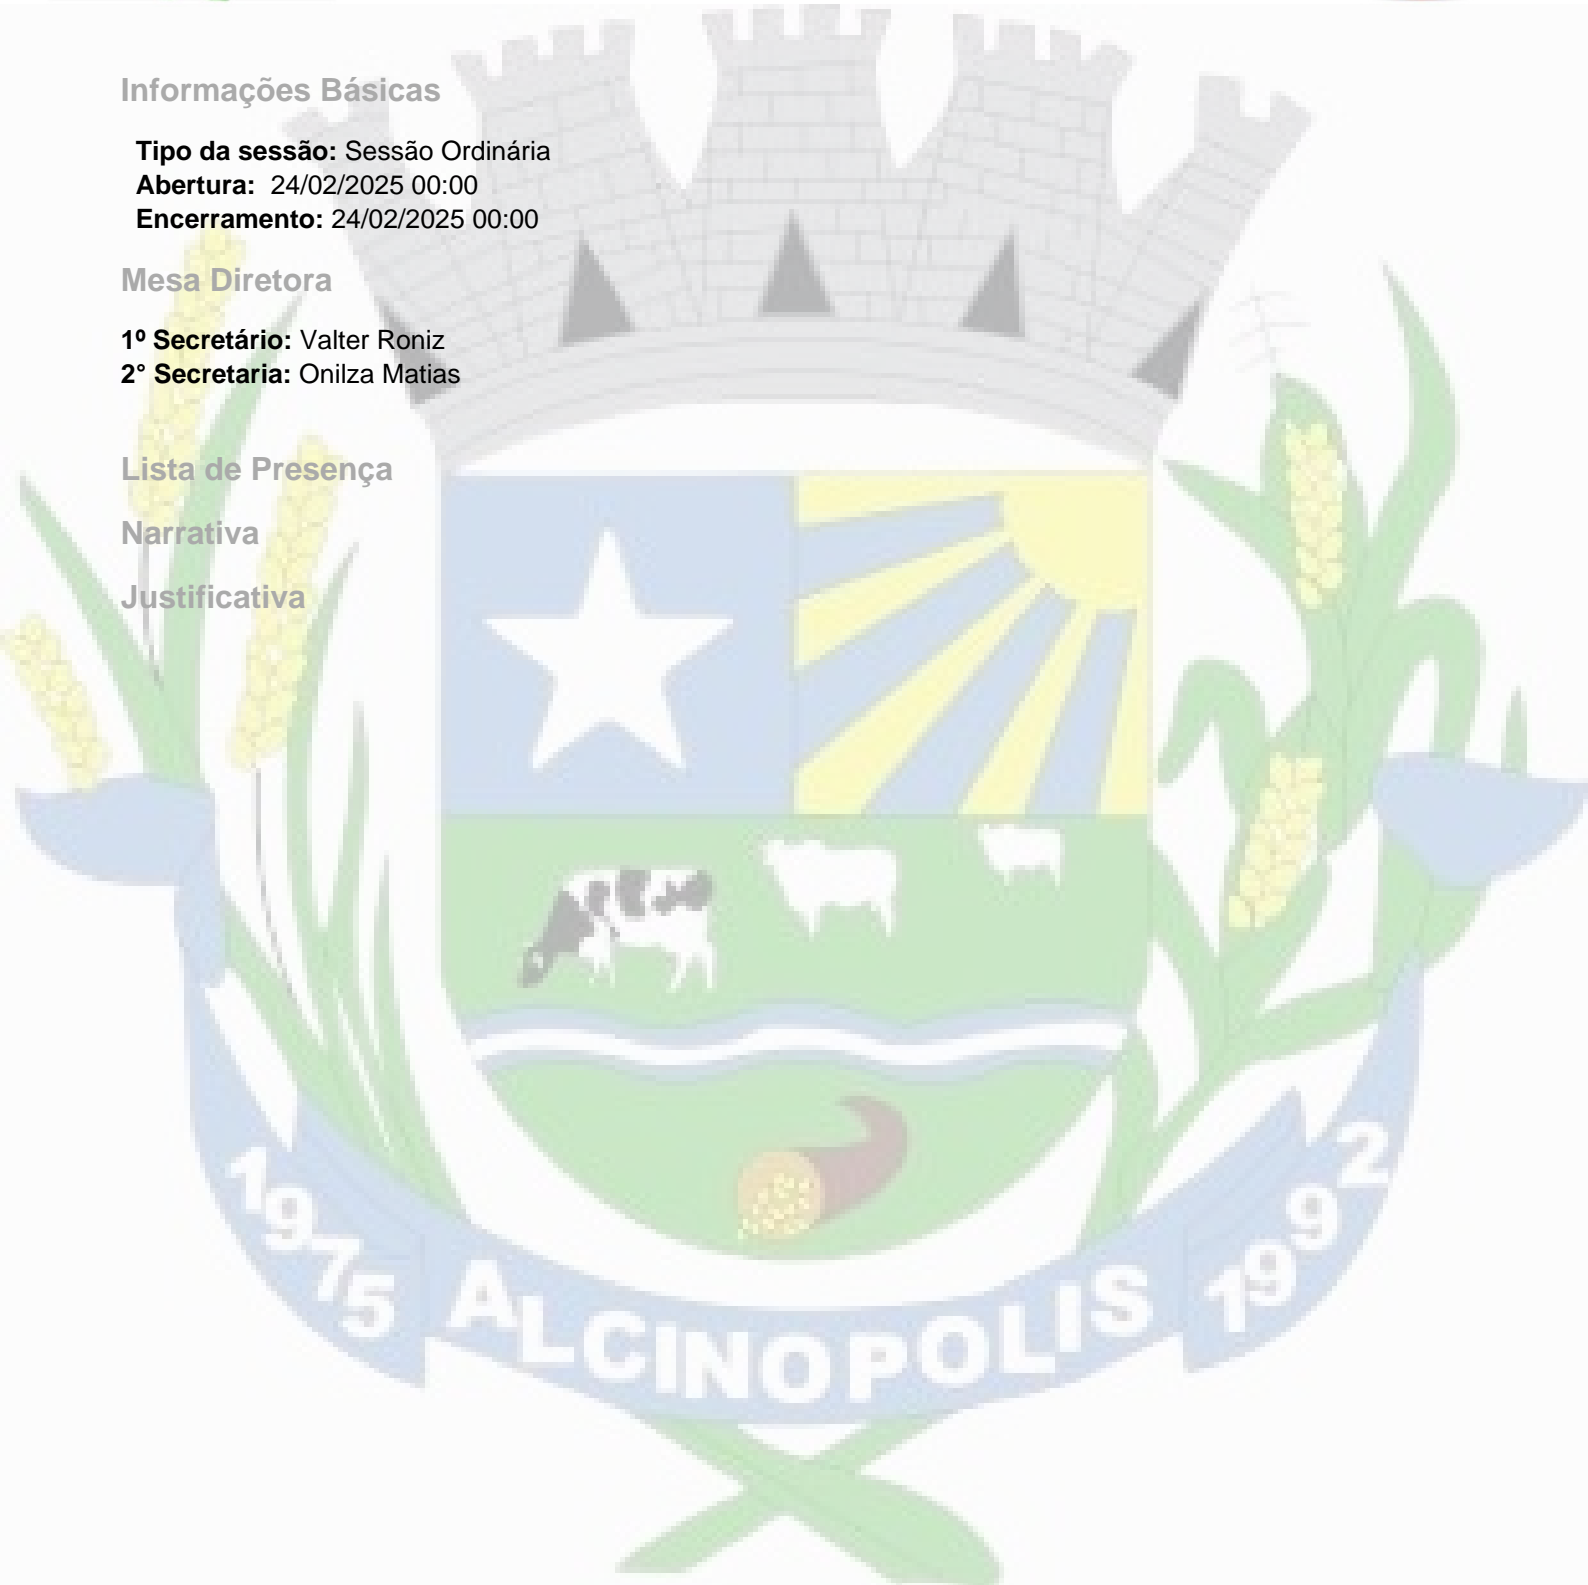 Informações Básicas
Tipo da sessão: Sessão Ordinária
Abertura: 24/02/2025 00:00
Encerramento: 24/02/2025 00:00
Mesa Diretora
1º Secretário: Valter Roniz
2° Secretaria: Onilza Matias
Lista de Presença
Narrativa
Justificativa
1975 ALCINOPOLIS 1992